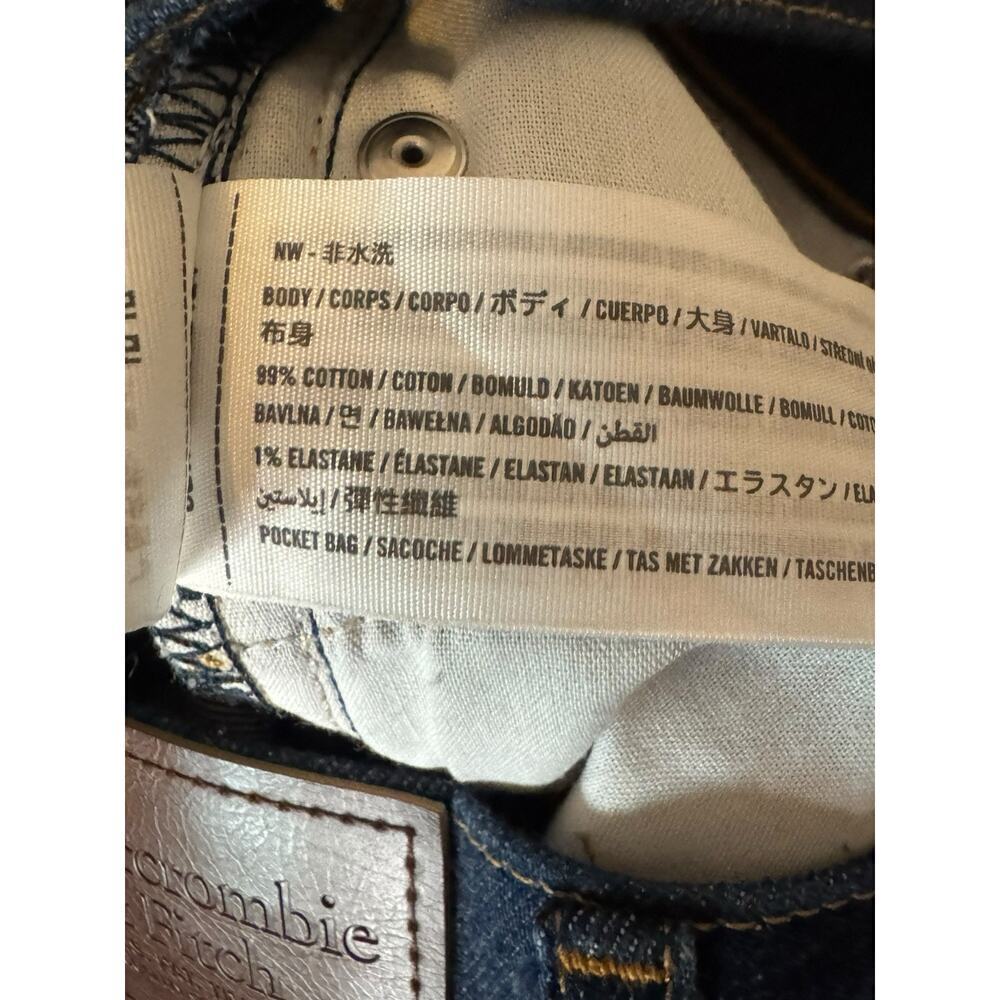 NW - 非水洗
BODY / CORPS / CORPO / ボディ / CUERPO / 大身 / VARTALO /
布身
99% COTTON / COTON / BOMULD / KATOEN / BAUMWOLLE / BOMULL /
BAVLNA / 면 / BAWEŁNA / ALGODÃO / القطن
1% ELASTANE / ÉLASTANE / ELASTAN / ELASTAAN / エラスタン /
إيلاستين / 彈性纖維
POCKET BAG / SACOCHE / LOMMETASKE / TAS MET ZAKKEN /
Fitch